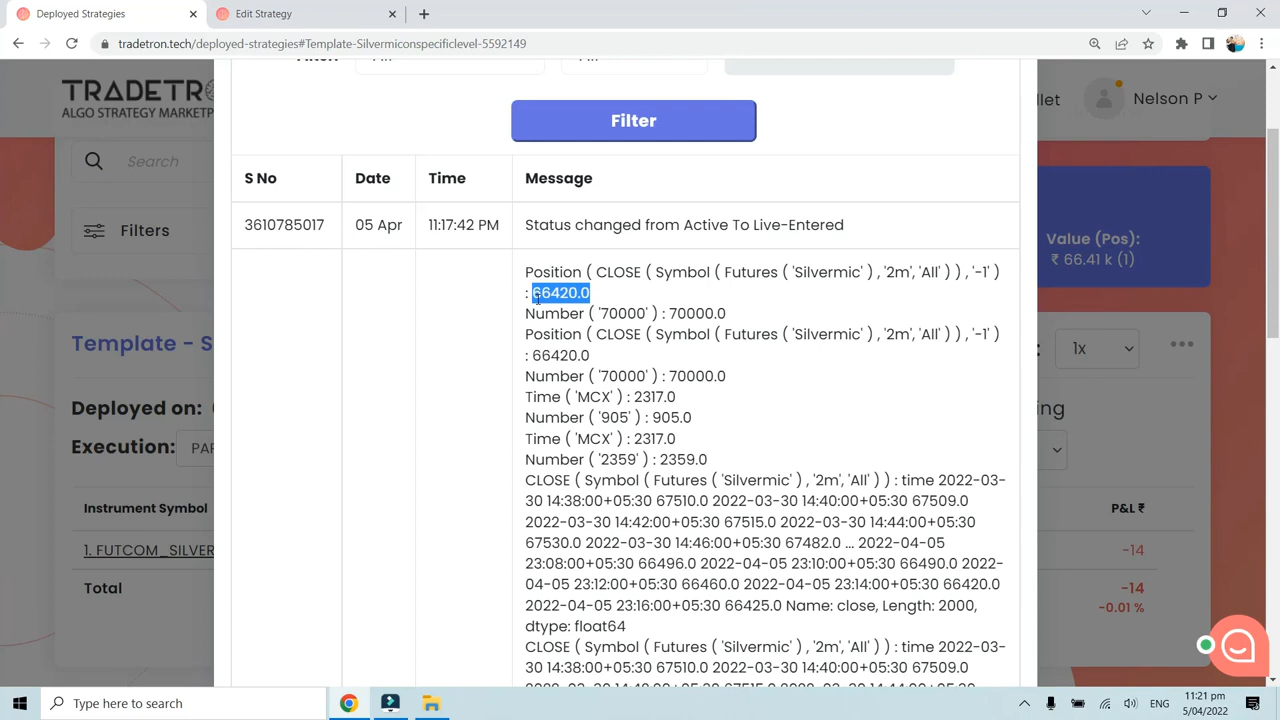 Deployed Strategies
Edit Strategy
tradetron.tech/deployed-strategies#Template-Silvermiconspecificlevel-5592149
TRADETR
ALGO STRATEGY MARKETP
llet
Nelson P
Filter
Search
S No Date Time Message
3610785017 05 Apr 11:17:42 PM Status changed from Active To Live-Entered
Filters
Value (Pos):
₹ 66.41 k (1)
Position ( CLOSE ( Symbol ( Futures ( 'Silvermic' ) , '2m', 'All' ) ) , '-1' )
: 66420.0
Number ( '70000' ) : 70000.0
Position ( CLOSE ( Symbol ( Futures ( 'Silvermic' ) , '2m', 'All' ) ) , '-1' )
: 66420.0
Number ( '70000' ) : 70000.0
Time ( 'MCX' ) : 2317.0
Number ( '905' ) : 905.0
Time ( 'MCX' ) : 2317.0
Number ( '2359' ) : 2359.0
CLOSE ( Symbol ( Futures ( 'Silvermic' ) , '2m', 'All' ) ) : time 2022-03-
30 14:38:00+05:30 67510.0 2022-03-30 14:40:00+05:30 67509.0
2022-03-30 14:42:00+05:30 67515.0 2022-03-30 14:44:00+05:30
67530.0 2022-03-30 14:46:00+05:30 67482.0 ... 2022-04-05
23:08:00+05:30 66496.0 2022-04-05 23:10:00+05:30 66490.0 2022-
04-05 23:12:00+05:30 66460.0 2022-04-05 23:14:00+05:30 66420.0
2022-04-05 23:16:00+05:30 66425.0 Name: close, Length: 2000,
dtype: float64
CLOSE ( Symbol ( Futures ( 'Silvermic' ) , '2m', 'All' ) ) : time 2022-03-
30 14:38:00+05:30 67510.0 2022-03-30 14:40:00+05:30 67509.0
Template - S
: 1x
Deployed on:
ing
Execution: PAP
Instrument Symbol P&L ₹
1. FUTCOM_SILVER -14
Total -14
-0.01 %
Type here to search
ENG
11:21 pm
5/04/2022